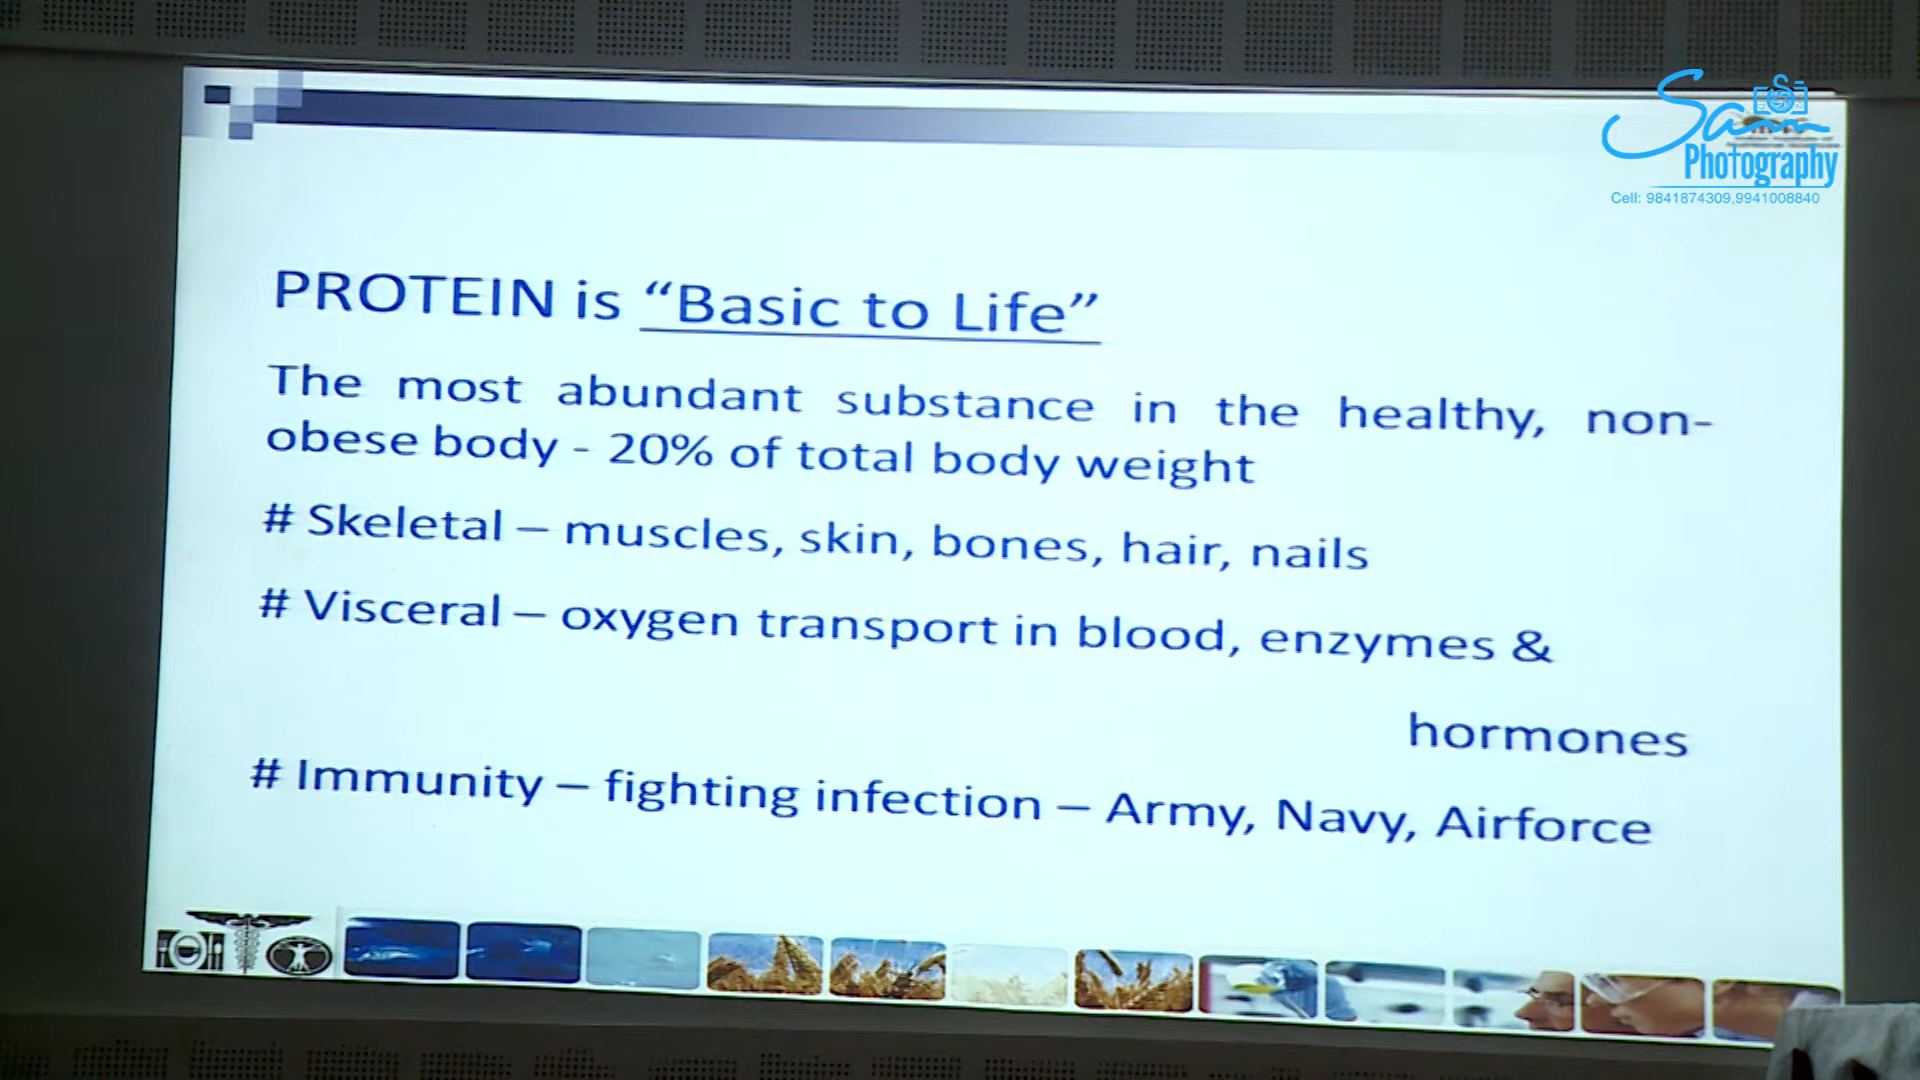 Sam
Photography
Cell: 9841874309,9941008840
PROTEIN is “Basic to Life”
The most abundant substance in the healthy, non-
obese body - 20% of total body weight
# Skeletal – muscles, skin, bones, hair, nails
# Visceral – oxygen transport in blood, enzymes &
hormones
# Immunity – fighting infection – Army, Navy, Airforce